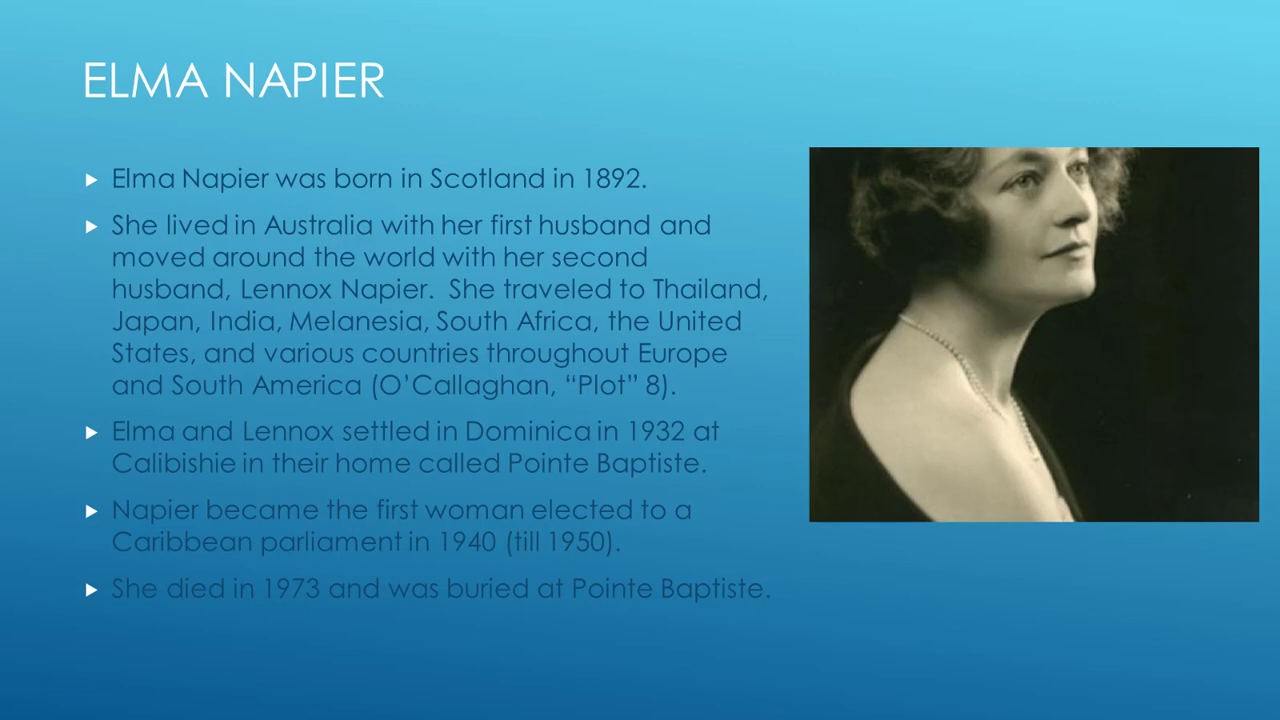 ELMA NAPIER
Elma Napier was born in Scotland in 1892.
She lived in Australia with her first husband and
moved around the world with her second
husband, Lennox Napier.  She traveled to Thailand,
Japan, India, Melanesia, South Africa, the United
States, and various countries throughout Europe
and South America (O’Callaghan, “Plot” 8).
Elma and Lennox settled in Dominica in 1932 at
Calibishie in their home called Pointe Baptiste.
Napier became the first woman elected to a
Caribbean parliament in 1940 (till 1950).
She died in 1973 and was buried at Pointe Baptiste.